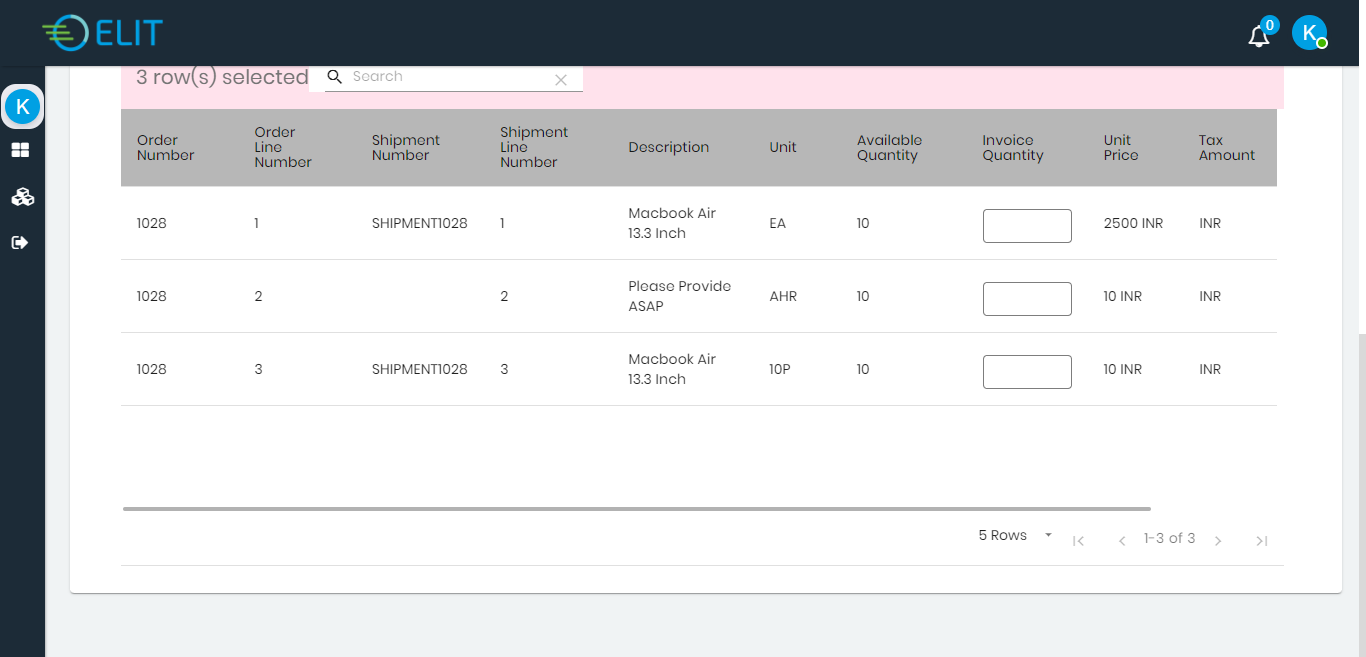 ELIT
0
K
3 row(s) selected
Search
K
Order Number
Order Line Number
Shipment Number
Shipment Line Number
Description
Unit
Available Quantity
Invoice Quantity
Unit Price
Tax Amount
1028 1 SHIPMENT1028 1 Macbook Air 13.3 Inch EA 10 2500 INR INR
1028 2 2 Please Provide ASAP AHR 10 10 INR INR
1028 3 SHIPMENT1028 3 Macbook Air 13.3 Inch 10P 10 10 INR INR
5 Rows
1-3 of 3